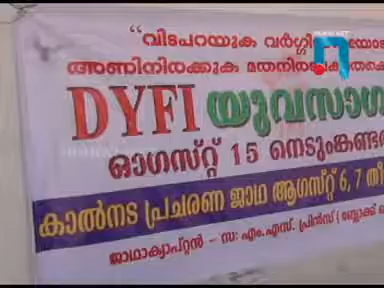 "വിടപറയുക വർഗ്ഗീ
അണിനിരക്കുക മതനിര
DYFI യുവസാഗ
ഓഗസ്റ്റ് 15 നെടുംങ്കണ്ട
കാൽനട പ്രചരണ ജാഥ ആഗസ്റ്റ് 6, 7 തീ
ജാഥാക്യാപ്റ്റൻ - സ: എം.എസ്. പ്രിൻസ് (ബ്ലോക്ക്